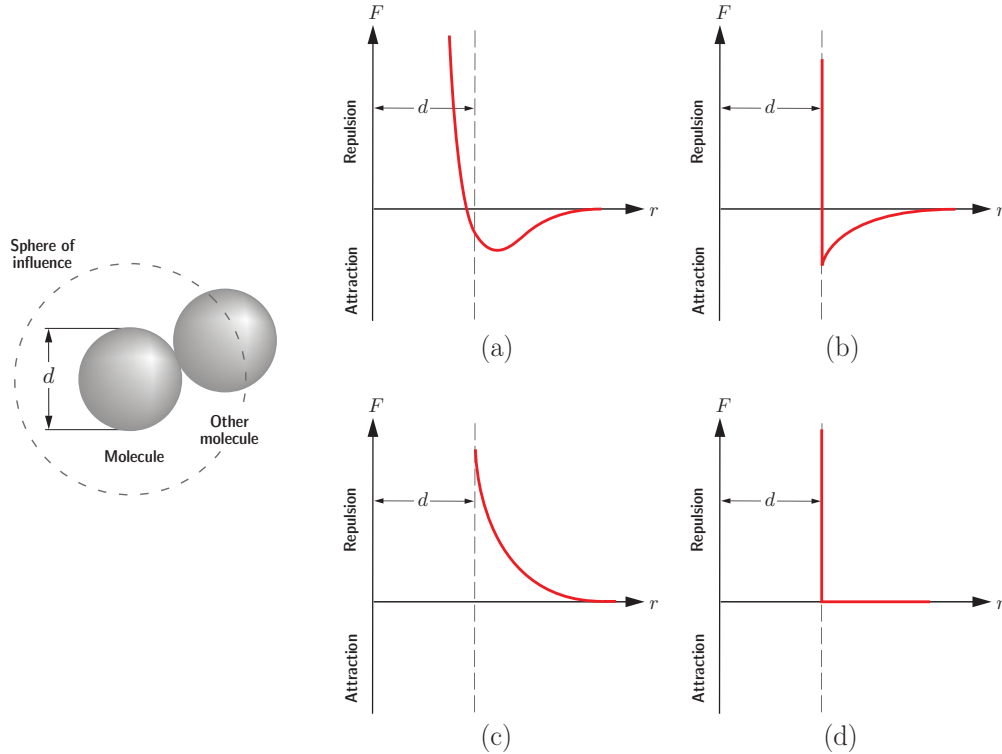 Sphere of
influence
d
Other
molecule
Molecule
F
Repulsion
d
r
Attraction
(a)
F
Repulsion
d
r
Attraction
(b)
F
Repulsion
d
r
Attraction
(c)
F
Repulsion
d
r
Attraction
(d)